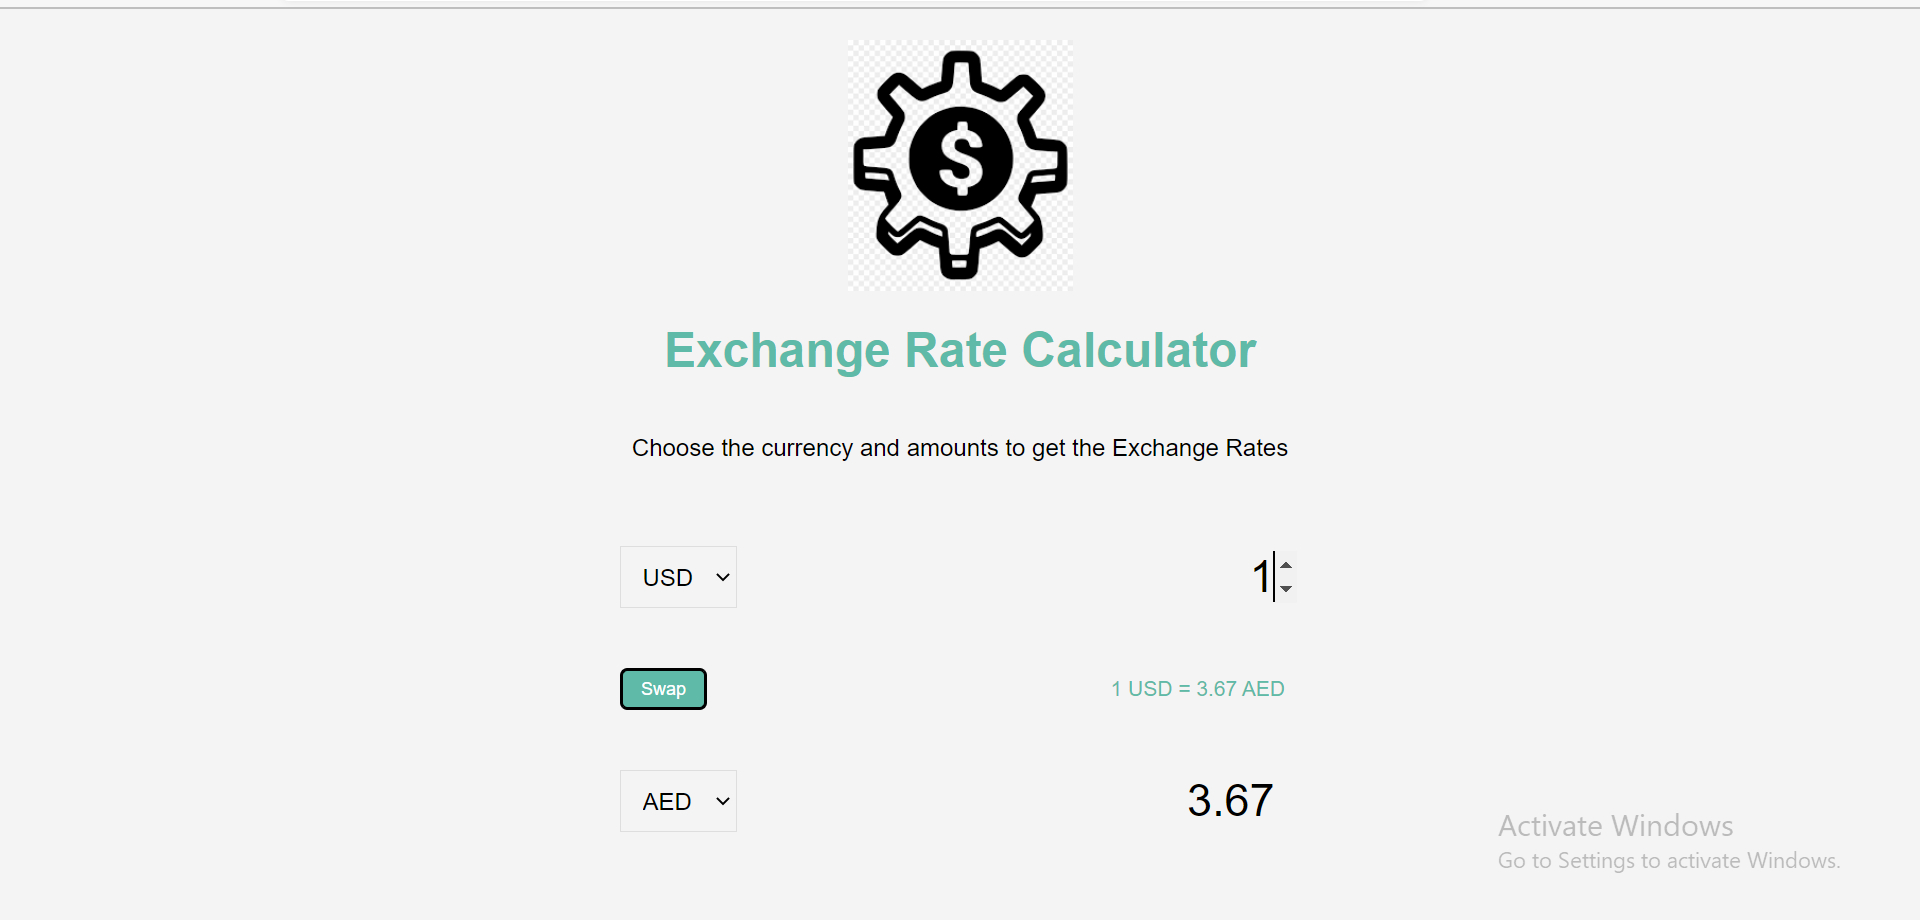 $
Exchange Rate Calculator
Choose the currency and amounts to get the Exchange Rates
USD 1
Swap 1 USD = 3.67 AED
AED 3.67
Activate Windows
Go to Settings to activate Windows.